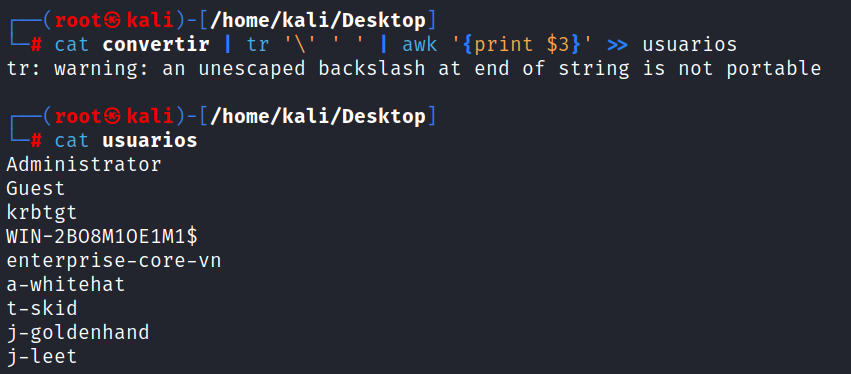 ┌──(root㉿kali)-[/home/kali/Desktop]
└─# cat convertir | tr '\' ' ' | awk '{print $3}' >> usuarios
tr: warning: an unescaped backslash at end of string is not portable
┌──(root㉿kali)-[/home/kali/Desktop]
└─# cat usuarios
Administrator
Guest
krbtgt
WIN-2BO8M1OE1M1$
enterprise-core-vn
a-whitehat
t-skid
j-goldenhand
j-leet